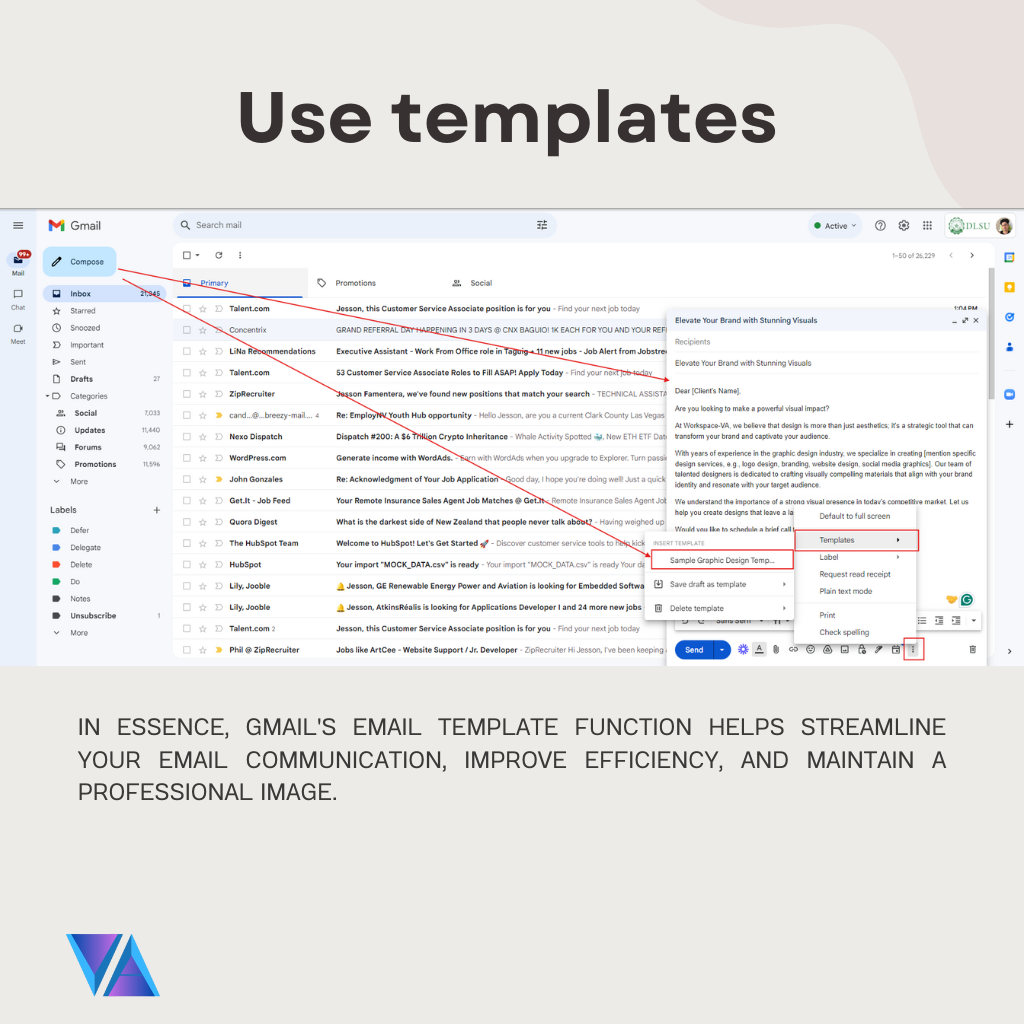 Use templates
Gmail
Search mail
Active
DLSU
99+
Mail
Chat
Meet
Compose
Inbox 21,245
Starred
Snoozed
Important
Sent
Drafts 27
Categories
Social 7,033
Updates 11,440
Forums 9,062
Promotions 11,596
More
Labels +
Defer
Delegate
Delete
Do
Notes
Unsubscribe 1
More
1–50 of 26,229
Primary
Promotions
Social
Talent.com Jesson, this Customer Service Associate position is for you - Find your next job today 1:04 PM
Concentrix GRAND REFERRAL DAY HAPPENING IN 3 DAYS @ CNX BAGUIO! 1K EACH FOR YOU AND YOUR REF
LiNa Recommendations Executive Assistant - Work From Office role in Taguig + 11 new jobs - Job Alert from Jobstree
Talent.com 53 Customer Service Associate Roles to Fill ASAP! Apply Today - Find your next job today
ZipRecruiter Jesson Famentera, we've found new positions that match your search - TECHNICAL ASSISTA
cand...@...breezy-mail.... 4 Re: EmployNV Youth Hub opportunity - Hello Jesson, are you a current Clark County Las Vegas
Nexo Dispatch Dispatch #200: A $6 Trillion Crypto Inheritance - Whale Activity Spotted 🐳, New ETH ETF Dat
WordPress.com Generate income with WordAds. - Earn with WordAds when you upgrade to Explorer. Turn passi
John Gonzales Re: Acknowledgment of Your Job Application - Good day, I hope you're doing well! Just a quick
Get.It - Job Feed Your Remote Insurance Sales Agent Job Matches @ Get.It - Remote Insurance Sales Agent Job
Quora Digest What is the darkest side of New Zealand that people never talk about? - Having weighed up
The HubSpot Team Welcome to HubSpot! Let's Get Started 🚀 - Discover customer service tools to help kick
HubSpot Your import "MOCK_DATA.csv" is ready - Your import "MOCK_DATA.csv" is ready Your da
Lily, Jooble 🔔Jesson, GE Renewable Energy Power and Aviation is looking for Embedded Softwa
Lily, Jooble 🔔Jesson, AtkinsRéalis is looking for Applications Developer I and 24 more new jobs
Talent.com 2 Jesson, this Customer Service Associate position is for you - Find your next job today
Phil @ ZipRecruiter Jobs like ArtCee - Website Support / Jr. Developer - ZipRecruiter Hi Jesson, I've been keeping
Elevate Your Brand with Stunning Visuals
Recipients
Elevate Your Brand with Stunning Visuals
Dear [Client's Name],
Are you looking to make a powerful visual impact?
At Workspace-VA, we believe that design is more than just aesthetics; it's a strategic tool that can
transform your brand and captivate your audience.
With years of experience in the graphic design industry, we specialize in creating [mention specific
design services, e.g., logo design, branding, website design, social media graphics]. Our team of
talented designers is dedicated to crafting visually compelling materials that align with your brand
identity and resonate with your target audience.
We understand the importance of a strong visual presence in today's competitive market. Let us
help you create designs that leave a la
Would you like to schedule a brief call
Default to full screen
Templates
Label
Request read receipt
Plain text mode
Print
Check spelling
INSERT TEMPLATE
Sample Graphic Design Temp...
Save draft as template
Delete template
Sans Serif
Send
IN ESSENCE, GMAIL'S EMAIL TEMPLATE FUNCTION HELPS STREAMLINE
YOUR EMAIL COMMUNICATION, IMPROVE EFFICIENCY, AND MAINTAIN A
PROFESSIONAL IMAGE.
VA